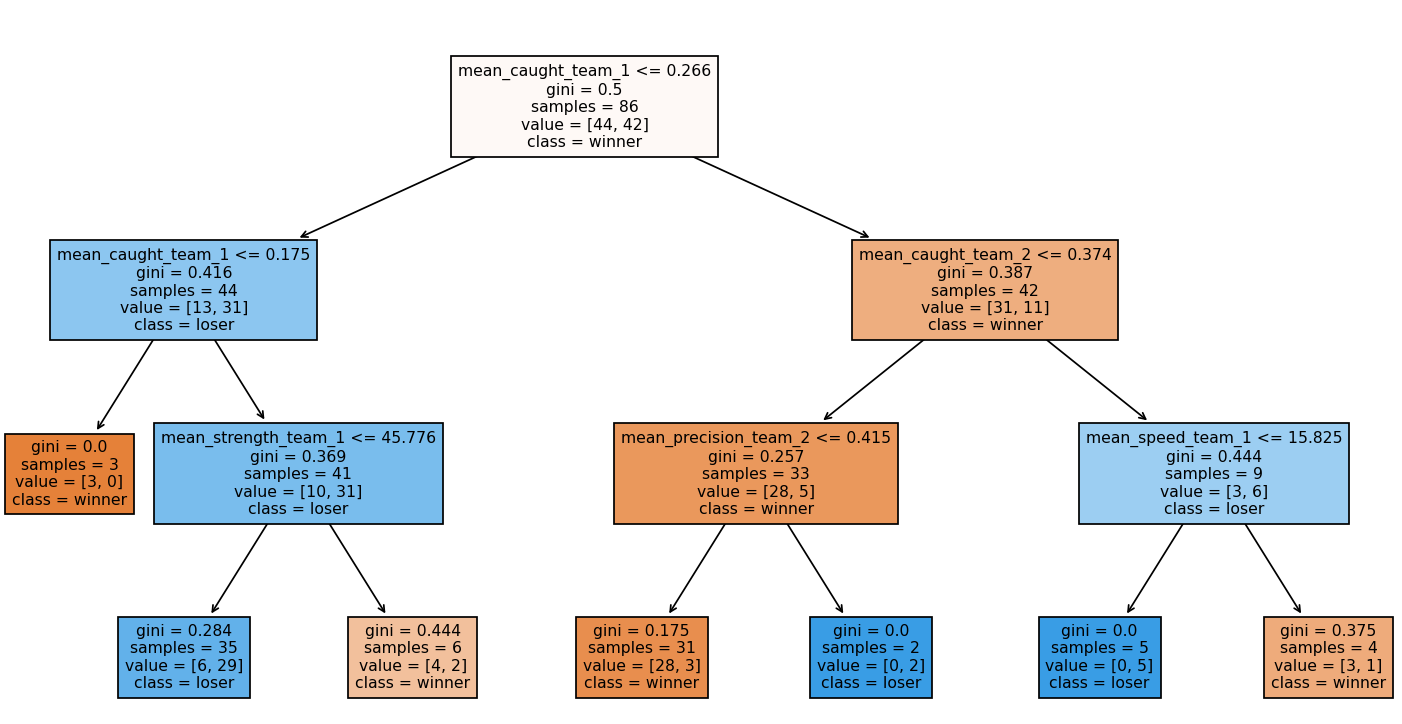 mean_caught_team_1 <= 0.266
gini = 0.5
samples = 86
value = [44, 42]
class = winner
mean_caught_team_1 <= 0.175
gini = 0.416
samples = 44
value = [13, 31]
class = loser
mean_caught_team_2 <= 0.374
gini = 0.387
samples = 42
value = [31, 11]
class = winner
gini = 0.0
samples = 3
value = [3, 0]
class = winner
mean_strength_team_1 <= 45.776
gini = 0.369
samples = 41
value = [10, 31]
class = loser
mean_precision_team_2 <= 0.415
gini = 0.257
samples = 33
value = [28, 5]
class = winner
mean_speed_team_1 <= 15.825
gini = 0.444
samples = 9
value = [3, 6]
class = loser
gini = 0.284
samples = 35
value = [6, 29]
class = loser
gini = 0.444
samples = 6
value = [4, 2]
class = winner
gini = 0.175
samples = 31
value = [28, 3]
class = winner
gini = 0.0
samples = 2
value = [0, 2]
class = loser
gini = 0.0
samples = 5
value = [0, 5]
class = loser
gini = 0.375
samples = 4
value = [3, 1]
class = winner